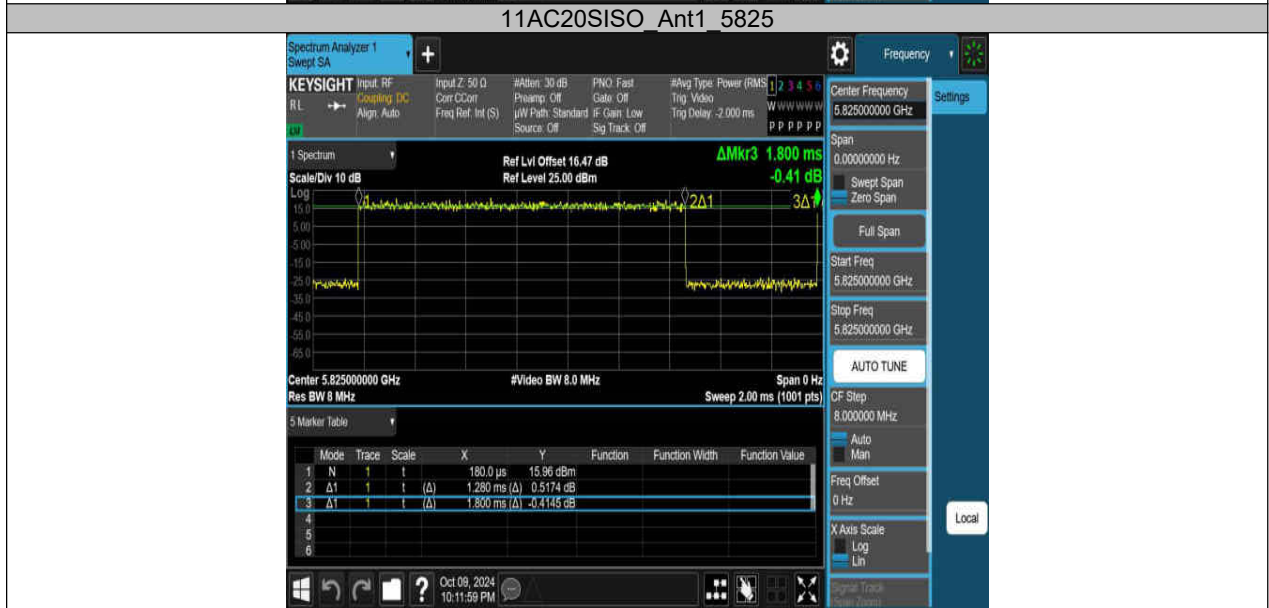 11AC20SISO_Ant1_5825
Spectrum Analyzer 1
Swept SA
+
Frequency
KEYSIGHT
RL
LM
Input: RF
Coupling: DC
Align: Auto
Input Z: 50 Ω
Corr CCorr
Freq Ref: Int (S)
#Atten: 30 dB
Preamp: Off
µW Path: Standard
Source: Off
PNO: Fast
Gate: Off
IF Gain: Low
Sig Track: Off
#Avg Type: Power (RMS
Trig: Video
Trig Delay: -2.000 ms
1 2 3 4 5 6
W W W W W W
P P P P P P
1 Spectrum
Scale/Div 10 dB
Ref Lvl Offset 16.47 dB
Ref Level 25.00 dBm
ΔMkr3 1.800 ms
-0.41 dB
Log
15.0
5.00
-5.00
-15.0
-25.0
-35.0
-45.0
-55.0
-65.0
2Δ1
3Δ1
Center 5.825000000 GHz
Res BW 8 MHz
#Video BW 8.0 MHz
Span 0 Hz
Sweep 2.00 ms (1001 pts)
5 Marker Table
Mode Trace Scale X Y Function Function Width Function Value
1 N 1 t 180.0 µs 15.96 dBm
2 Δ1 1 t (Δ) 1.280 ms (Δ) 0.5174 dB
3 Δ1 1 t (Δ) 1.800 ms (Δ) -0.4145 dB
4
5
6
?
Oct 09, 2024
10:11:59 PM
Center Frequency
5.825000000 GHz
Span
0.00000000 Hz
Swept Span
Zero Span
Full Span
Start Freq
5.825000000 GHz
Stop Freq
5.825000000 GHz
AUTO TUNE
CF Step
8.000000 MHz
Auto
Man
Freq Offset
0 Hz
X Axis Scale
Log
Lin
Signal Track
(Span Zoom)
Settings
Local